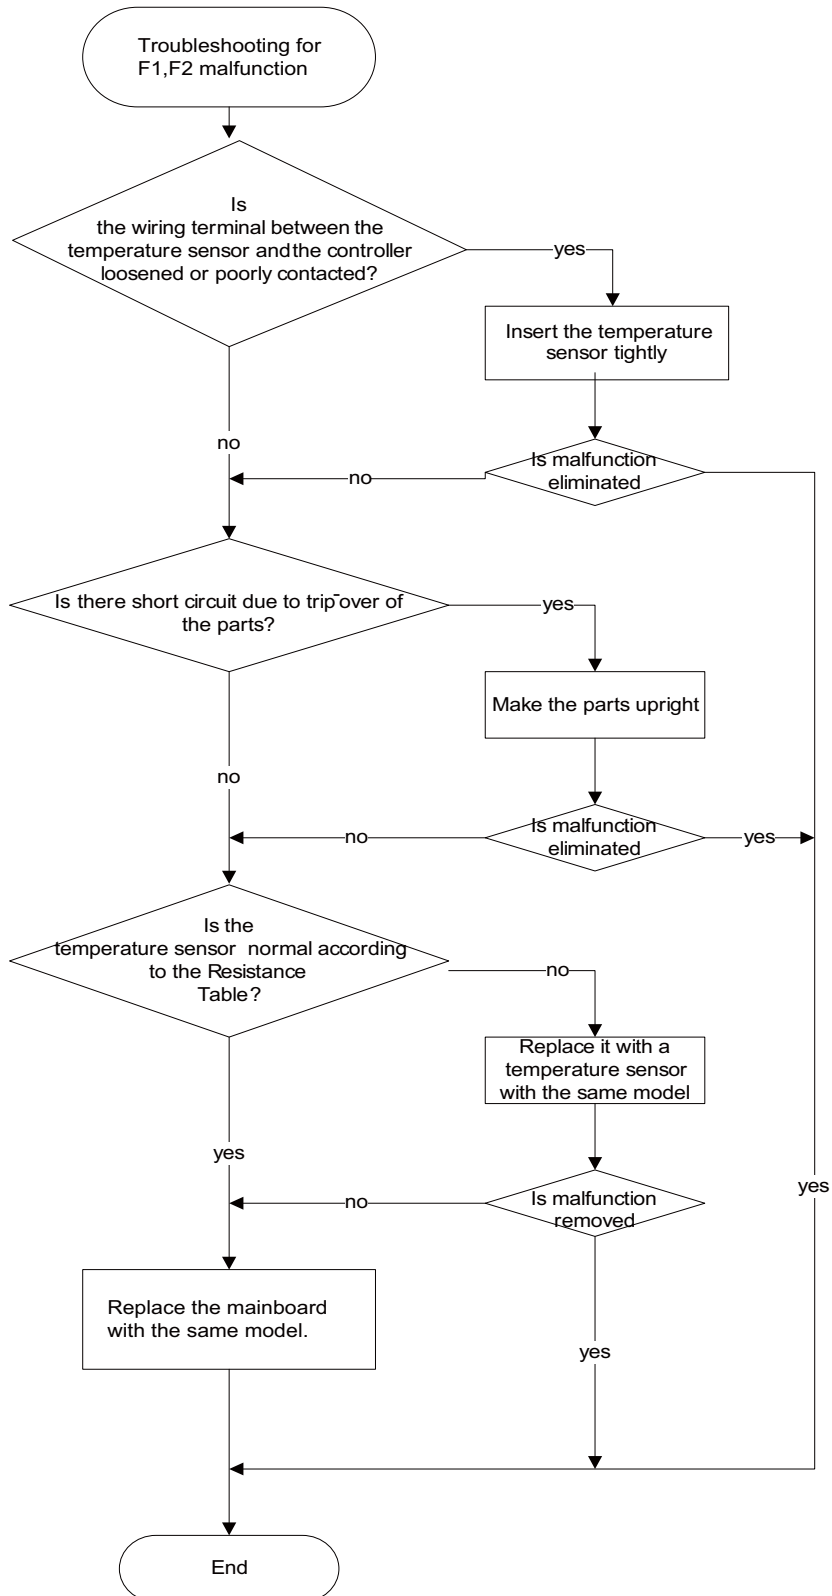 Troubleshooting for
F1,F2 malfunction
Is
the wiring terminal between the
temperature sensor and the controller
loosened or poorly contacted?
yes
Insert the temperature
sensor tightly
no
Is malfunction
eliminated
no
Is there short circuit due to trip-over of
the parts?
yes
Make the parts upright
no
Is malfunction
eliminated
no
yes
Is the
temperature sensor normal according
to the Resistance
Table?
no
Replace it with a
temperature sensor
with the same model
yes
yes
Is malfunction
removed
no
Replace the mainboard
with the same model.
yes
End